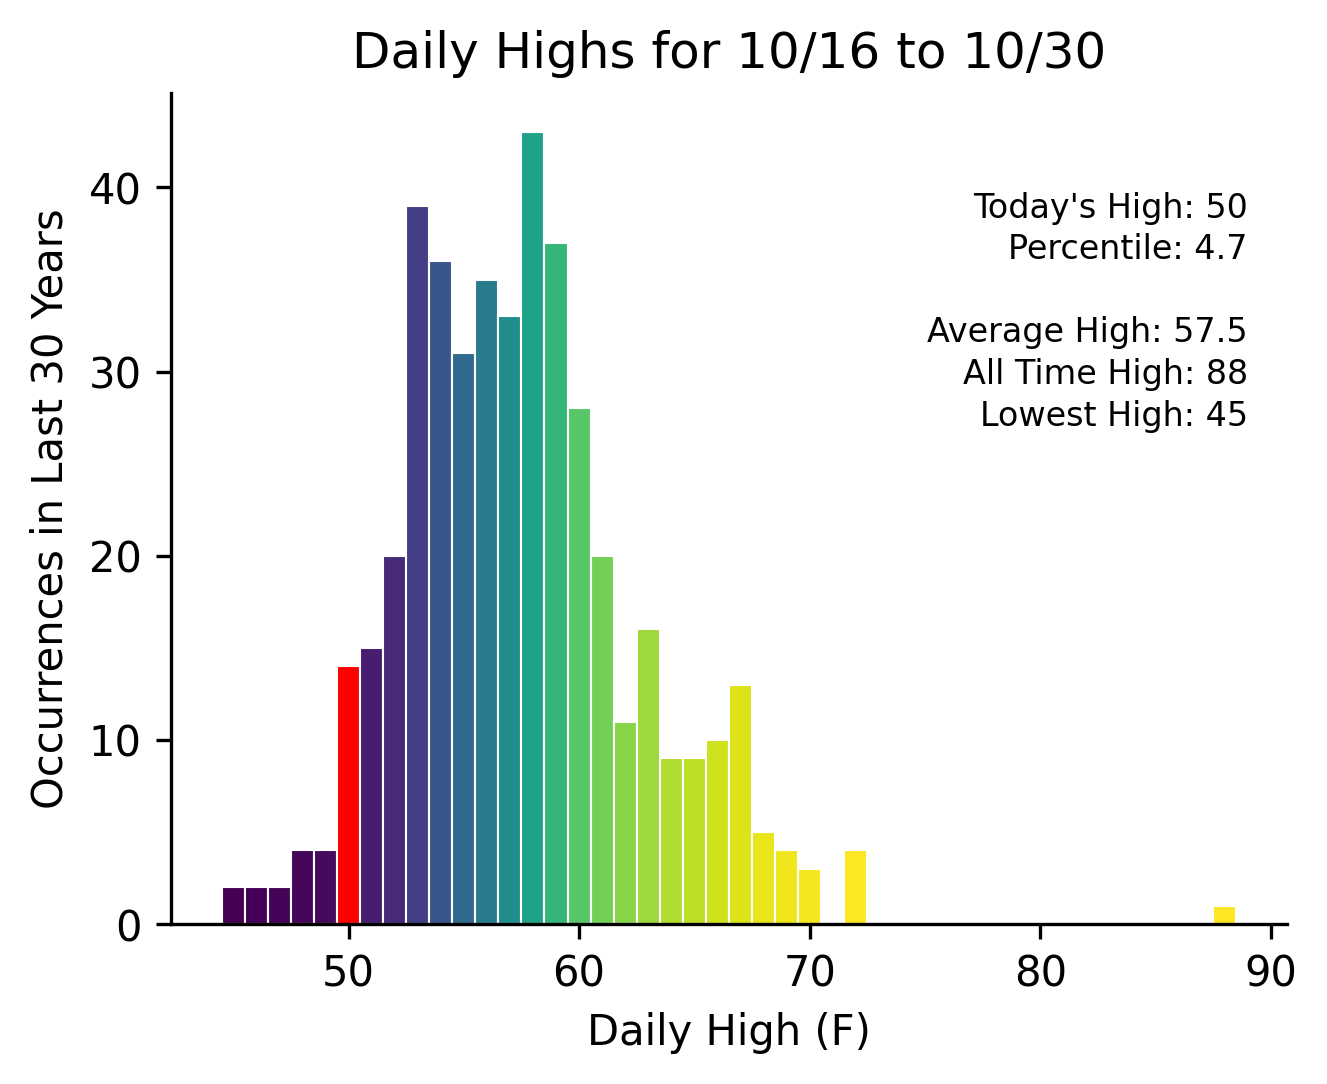 Daily Highs for 10/16 to 10/30
Occurrences in Last 30 Years
40
30
20
10
0
Today's High: 50
Percentile: 4.7
Average High: 57.5
All Time High: 88
Lowest High: 45
50 60 70 80 90
Daily High (F)